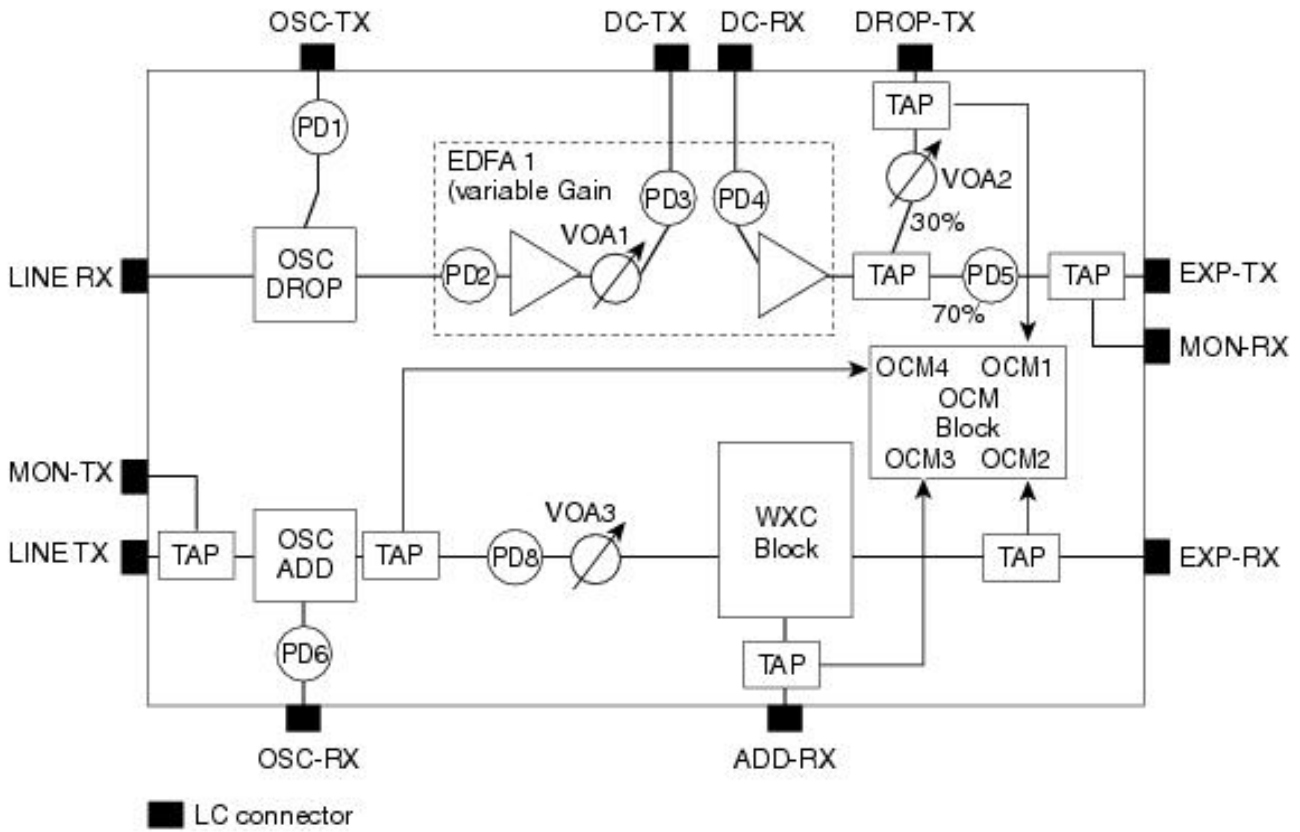 OSC-TX
DC-TX
DC-RX
DROP-TX
TAP
PD1
EDFA 1
(variable Gain
PD3
PD4
VOA2
30%
VOA1
OSC
DROP
LINE RX
PD2
TAP
PD5
TAP
EXP-TX
70%
MON-RX
OCM4
OCM1
OCM
Block
OCM3
OCM2
MON-TX
VOA3
WXC
Block
LINE TX
TAP
OSC
ADD
TAP
PD8
TAP
EXP-RX
PD6
TAP
OSC-RX
ADD-RX
LC connector